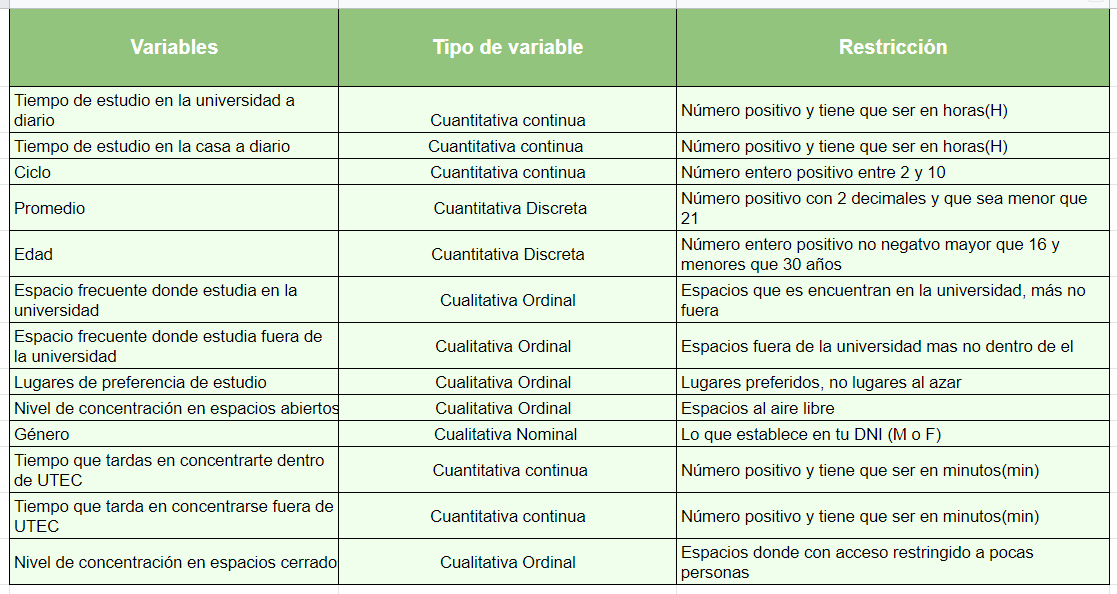 Variables Tipo de variable Restricción
Tiempo de estudio en la universidad a
diario
Cuantitativa continua
Número positivo y tiene que ser en horas(H)
Tiempo de estudio en la casa a diario Cuantitativa continua Número positivo y tiene que ser en horas(H)
Ciclo Cuantitativa continua Número entero positivo entre 2 y 10
Promedio Cuantitativa Discreta
Número positivo con 2 decimales y que sea menor que
21
Edad Cuantitativa Discreta
Número entero positivo no negatvo mayor que 16 y
menores que 30 años
Espacio frecuente donde estudia en la
universidad
Cualitativa Ordinal
Espacios que es encuentran en la universidad, más no
fuera
Espacio frecuente donde estudia fuera de
la universidad
Cualitativa Ordinal
Espacios fuera de la universidad mas no dentro de el
Lugares de preferencia de estudio Cualitativa Ordinal Lugares preferidos, no lugares al azar
Nivel de concentración en espacios abiertos Cualitativa Ordinal Espacios al aire libre
Género Cualitativa Nominal Lo que establece en tu DNI (M o F)
Tiempo que tardas en concentrarte dentro
de UTEC
Cuantitativa continua
Número positivo y tiene que ser en minutos(min)
Tiempo que tarda en concentrarse fuera de
UTEC
Cuantitativa continua
Número positivo y tiene que ser en minutos(min)
Nivel de concentración en espacios cerrado Cualitativa Ordinal
Espacios donde con acceso restringido a pocas
personas